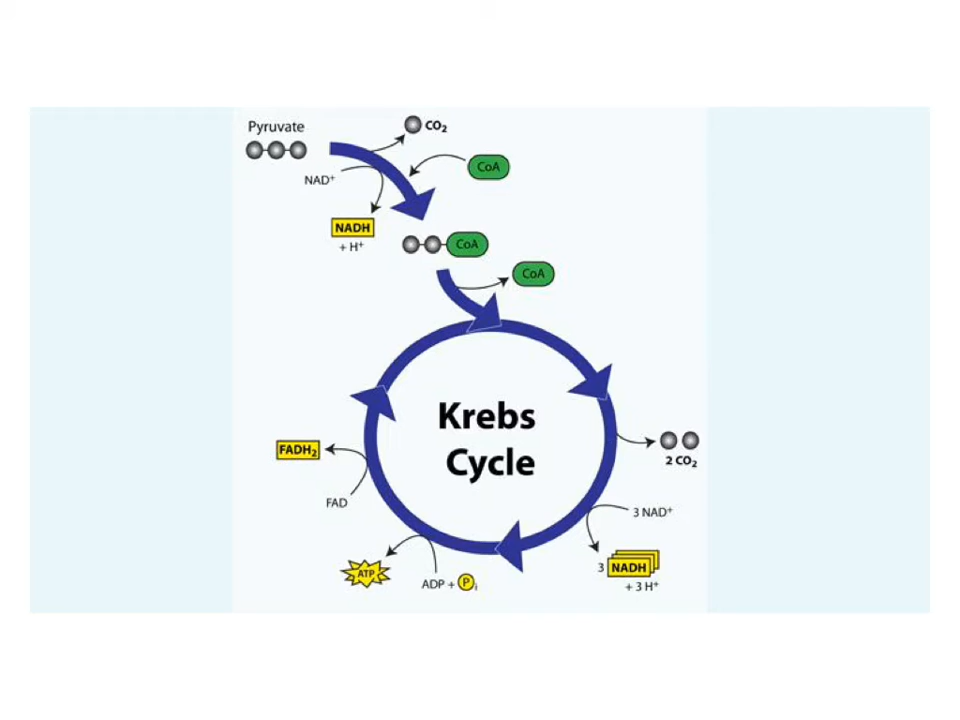 Pyruvate
CO₂
CoA
NAD⁺
NADH
+ H⁺
CoA
CoA
Krebs
Cycle
2 CO₂
3 NAD⁺
3 NADH
+ 3 H⁺
ADP + Pᵢ
ATP
FAD
FADH₂